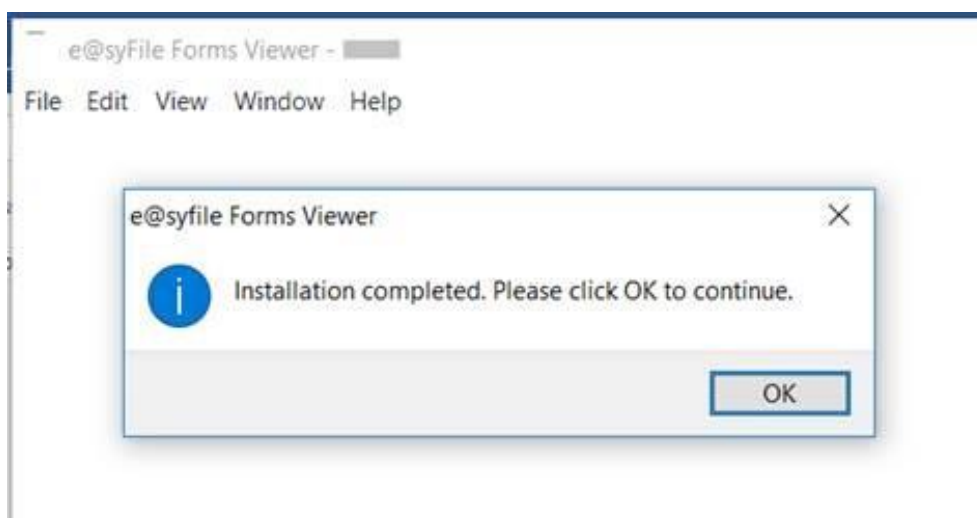 e@syFile Forms Viewer -
File Edit View Window Help
e@syfile Forms Viewer
Installation completed. Please click OK to continue.
OK